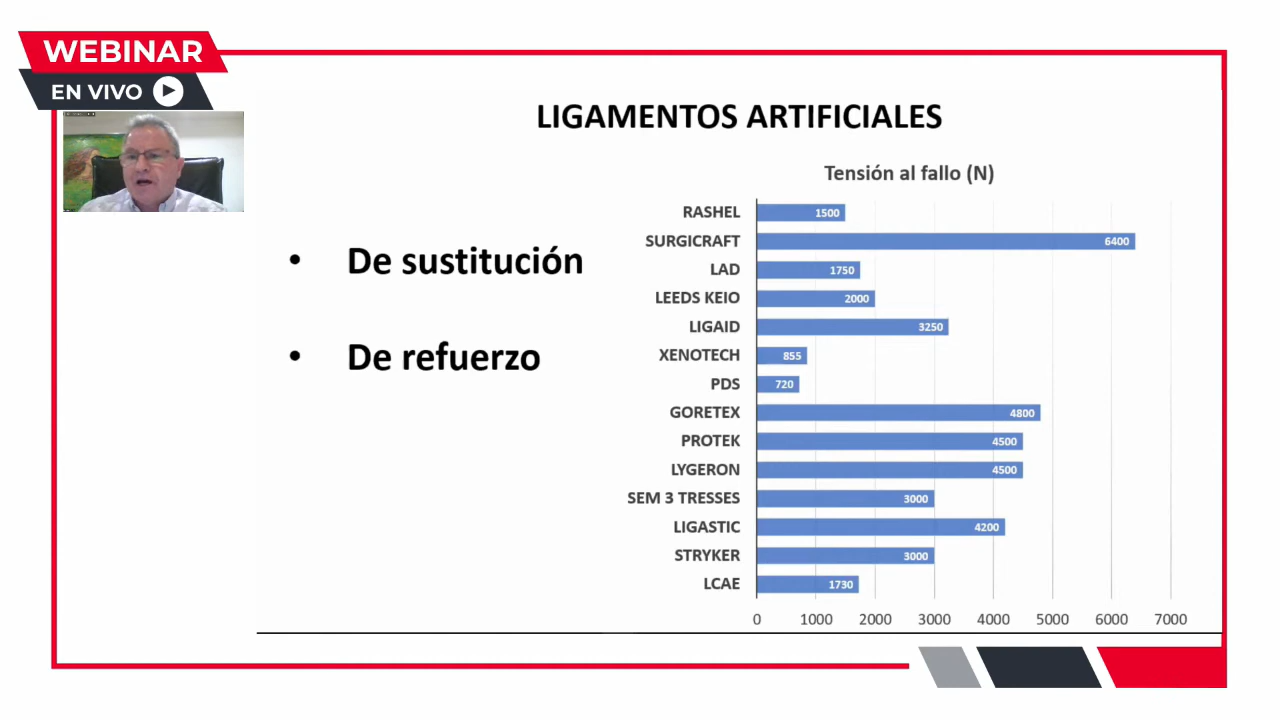 WEBINAR
EN VIVO
LIGAMENTOS ARTIFICIALES
• De sustitución
• De refuerzo
Tensión al fallo (N)
RASHEL 1500
SURGICRAFT 6400
LAD 1750
LEEDS KEIO 2000
LIGAID 3250
XENOTECH 855
PDS 720
GORETEX 4800
PROTEK 4500
LYGERON 4500
SEM 3 TRESSES 3000
LIGASTIC 4200
STRYKER 3000
LCAE 1730
0 1000 2000 3000 4000 5000 6000 7000